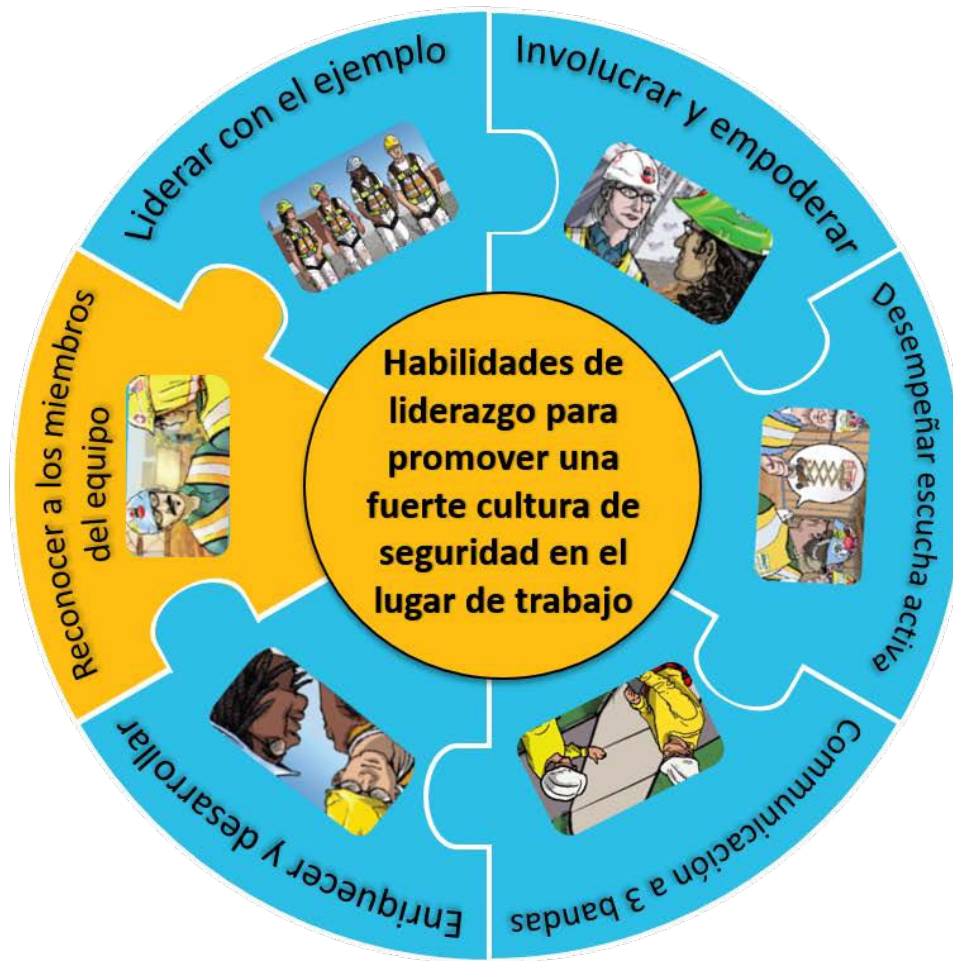 Habilidades de
liderazgo para
promover una
fuerte cultura de
seguridad en el
lugar de trabajo
Liderar con el ejemplo
Involucrar y empoderar
Desempeñar escucha activa
Communicación a 3 bandas
Enriquecer y desarrollar
Reconocer a los miembros
del equipo